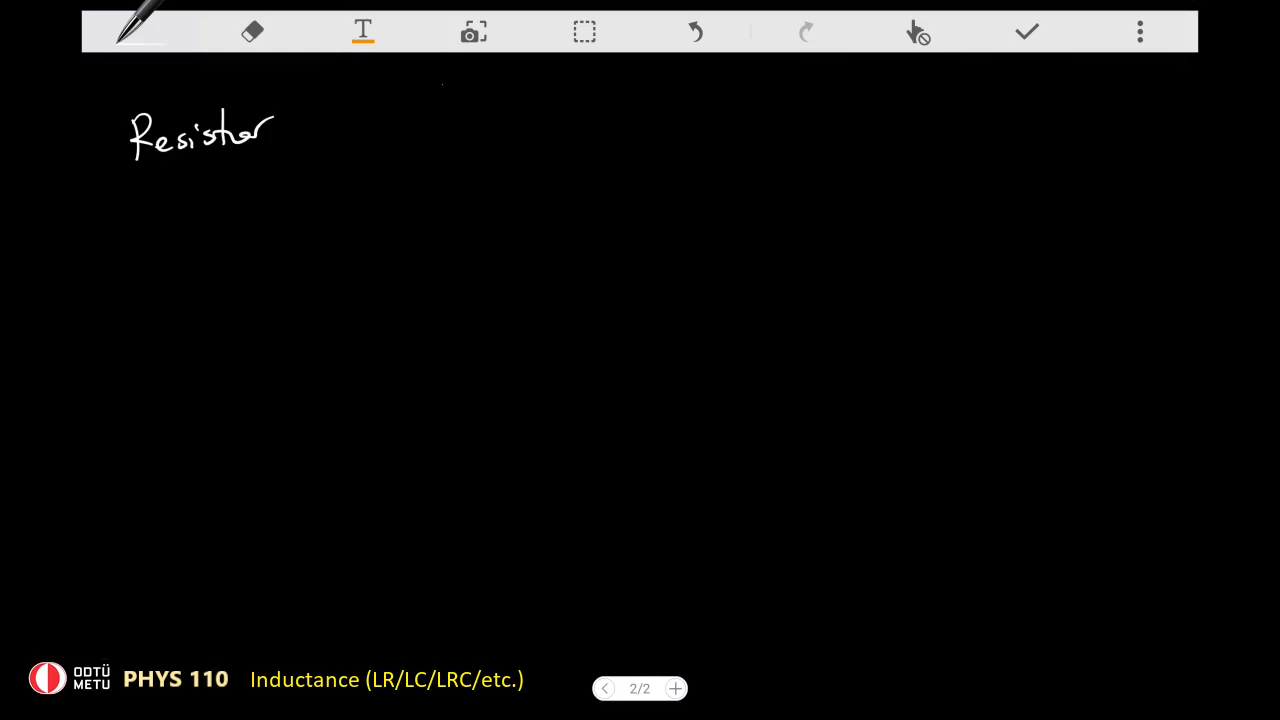 T
Resistor
ODTÜ
METU
PHYS 110
Inductance (LR/LC/LRC/etc.)
2/2